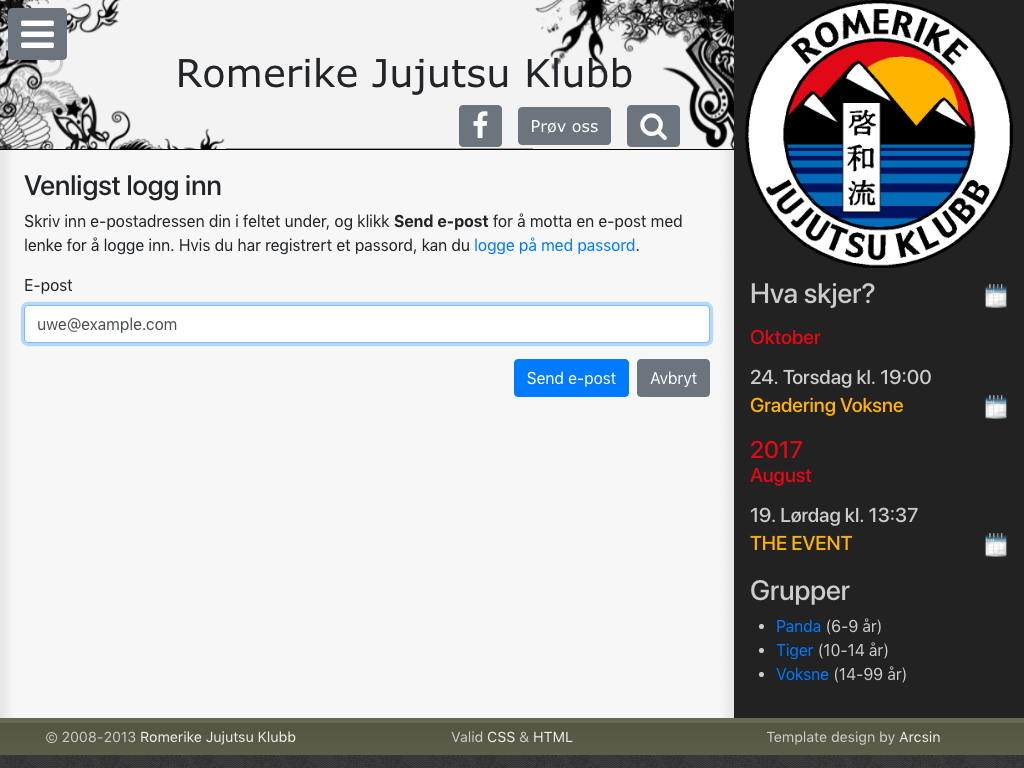 Romerike Jujutsu Klubb
Prøv oss
Venligst logg inn
Skriv inn e-postadressen din i feltet under, og klikk Send e-post for å motta en e-post med
lenke for å logge inn. Hvis du har registrert et passord, kan du logge på med passord.
E-post
uwe@example.com
Send e-post
Avbryt
ROMERIKE
啓
和
流
JUJUTSU KLUBB
Hva skjer?
Oktober
24. Torsdag kl. 19:00
Gradering Voksne
2017
August
19. Lørdag kl. 13:37
THE EVENT
Grupper
• Panda (6-9 år)
• Tiger (10-14 år)
• Voksne (14-99 år)
© 2008-2013 Romerike Jujutsu Klubb
Valid CSS & HTML
Template design by Arcsin